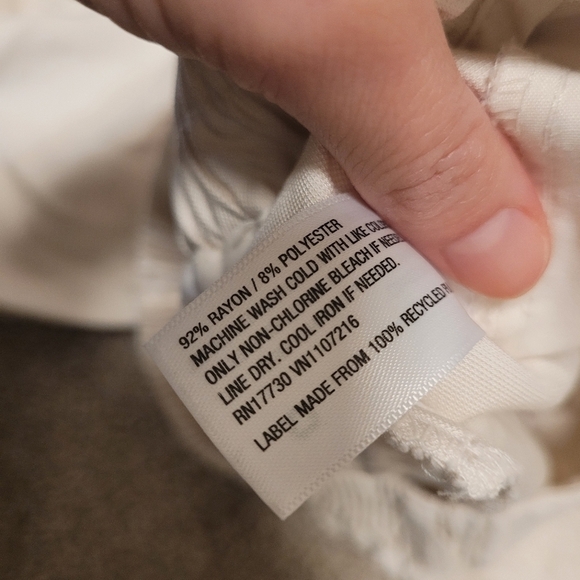 92% RAYON / 8% POLYESTER
MACHINE WASH COLD WITH LIKE
ONLY NON-CHLORINE BLEACH IF
LINE DRY. COOL IRON IF NEEDED.
RN17730 VN1107216
LABEL MADE FROM 100% RECYCLED